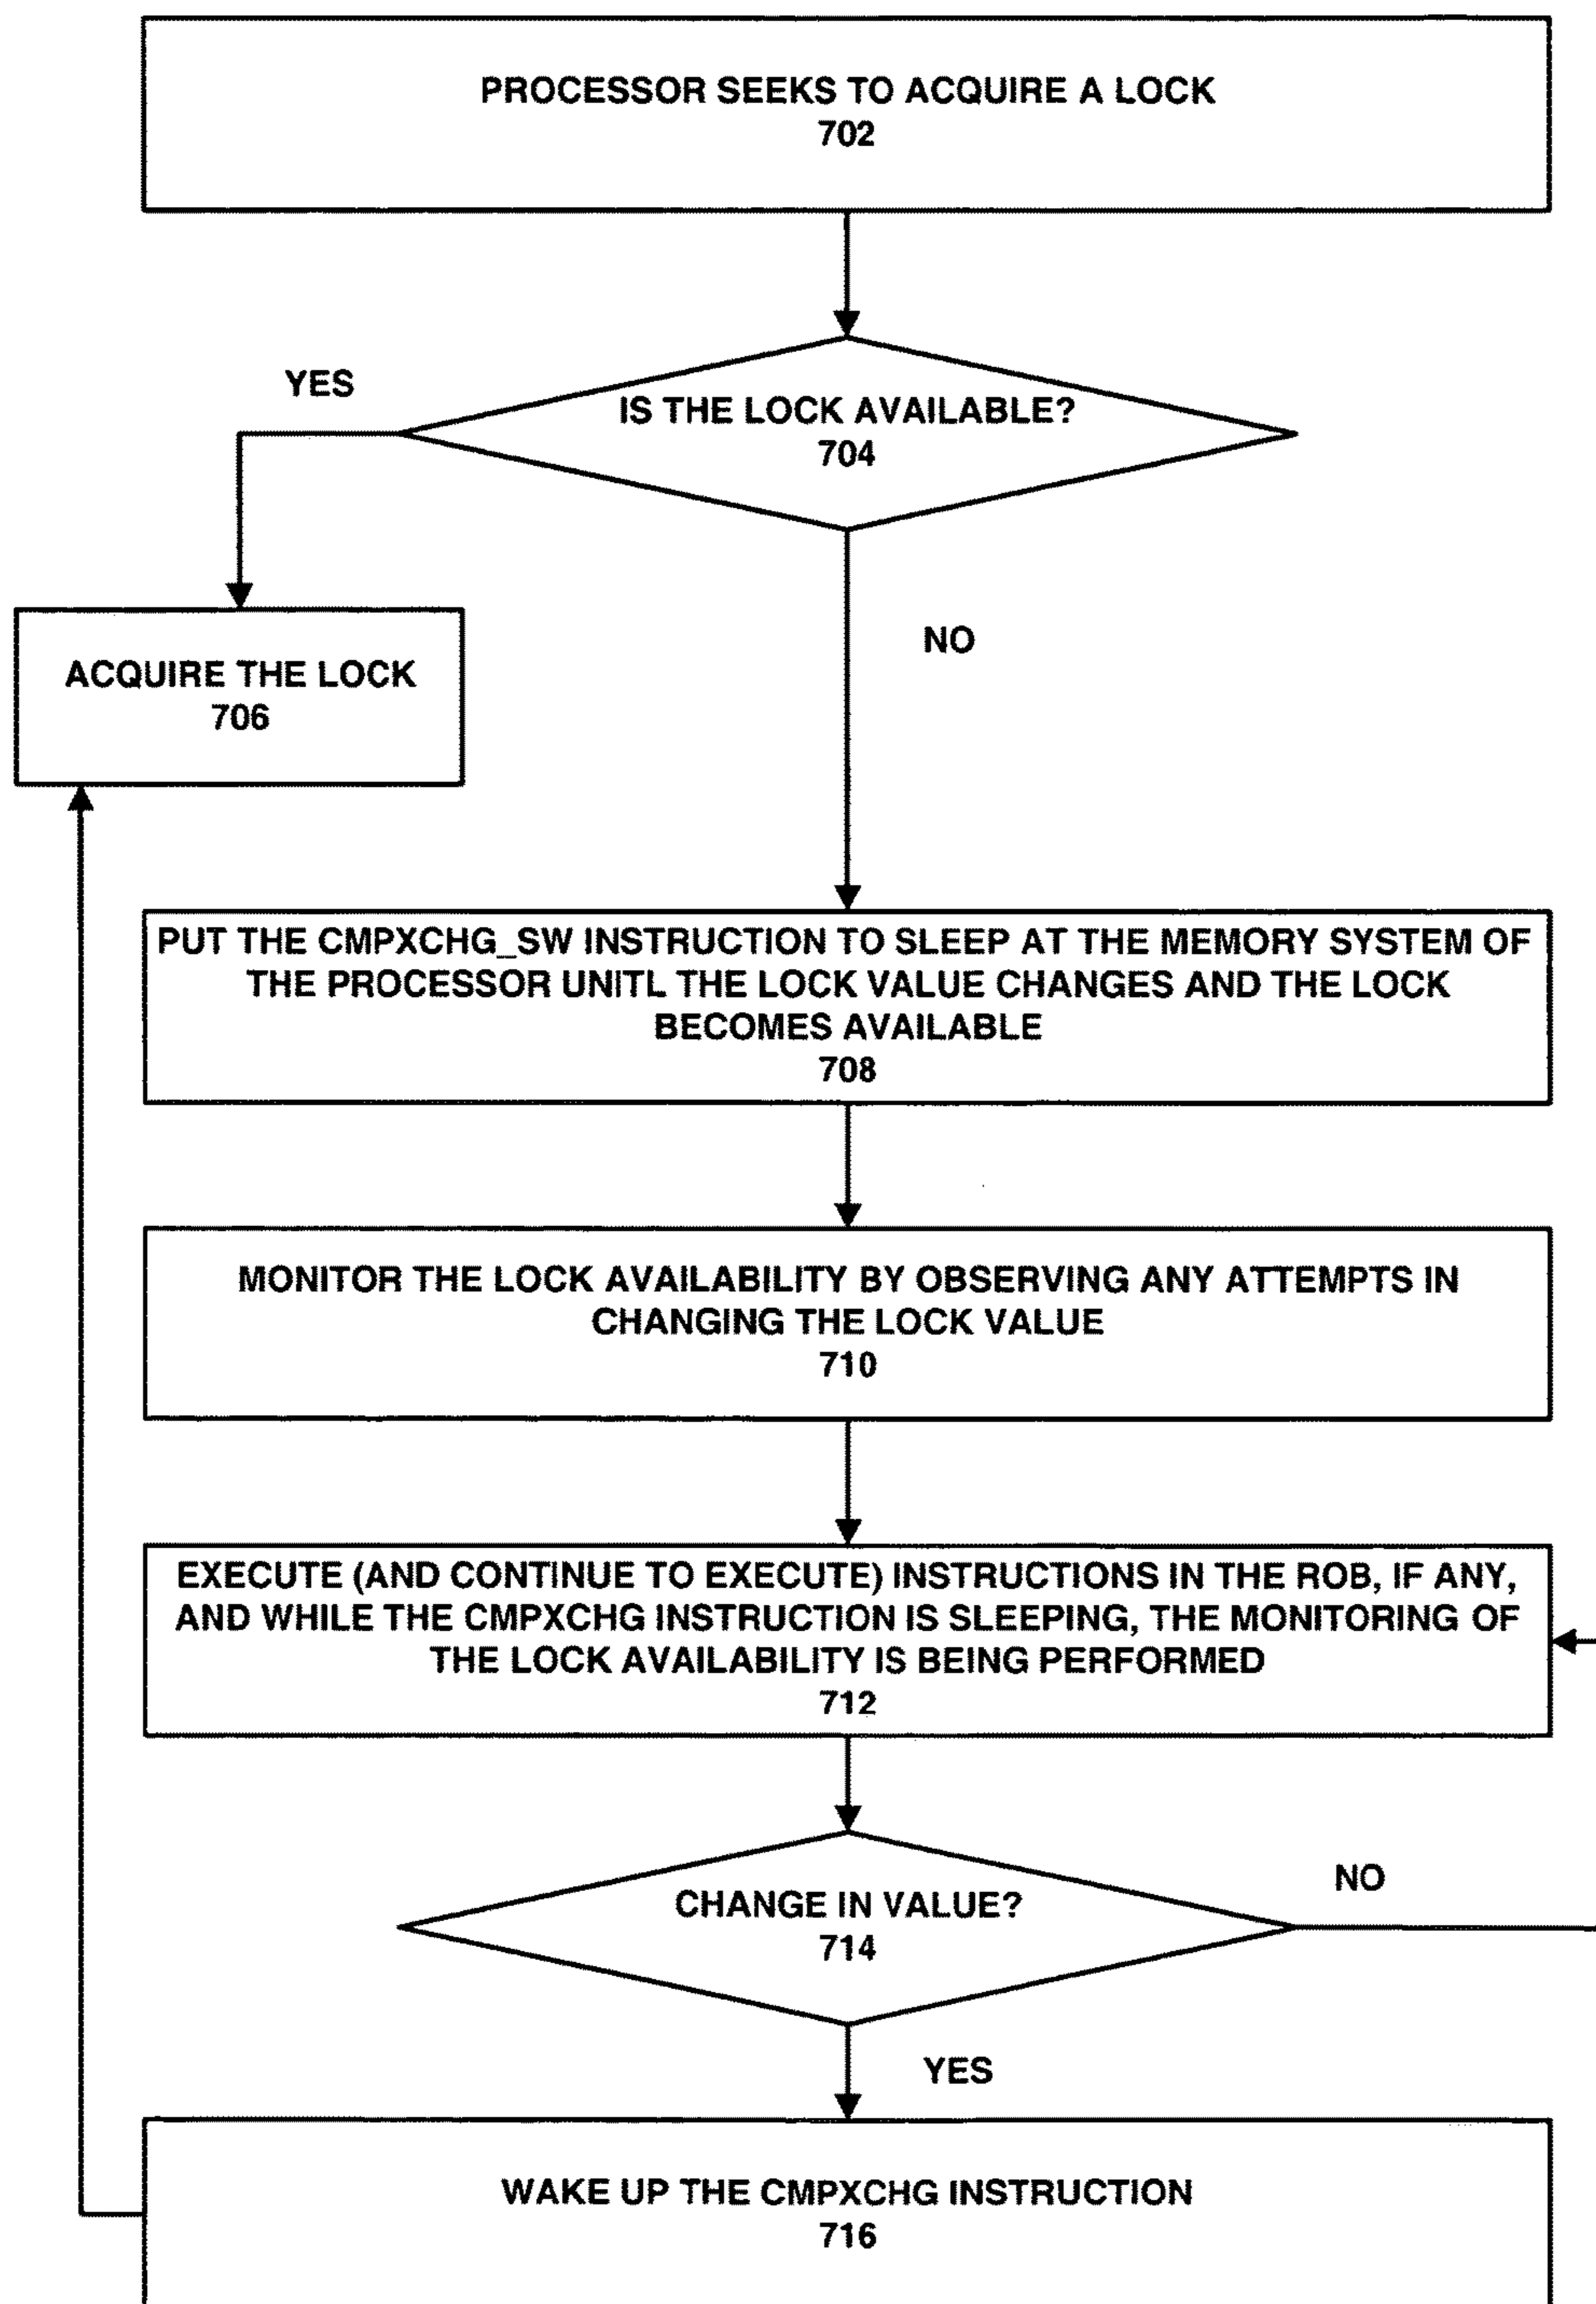 PROCESSOR SEEKS TO ACQUIRE A LOCK
702
YES
IS THE LOCK AVAILABLE?
704
ACQUIRE THE LOCK
706
NO
PUT THE CMPXCHG_SW INSTRUCTION TO SLEEP AT THE MEMORY SYSTEM OF
THE PROCESSOR UNITL THE LOCK VALUE CHANGES AND THE LOCK
BECOMES AVAILABLE
708
MONITOR THE LOCK AVAILABILITY BY OBSERVING ANY ATTEMPTS IN
CHANGING THE LOCK VALUE
710
EXECUTE (AND CONTINUE TO EXECUTE) INSTRUCTIONS IN THE ROB, IF ANY,
AND WHILE THE CMPXCHG INSTRUCTION IS SLEEPING, THE MONITORING OF
THE LOCK AVAILABILITY IS BEING PERFORMED
712
NO
CHANGE IN VALUE?
714
YES
WAKE UP THE CMPXCHG INSTRUCTION
716